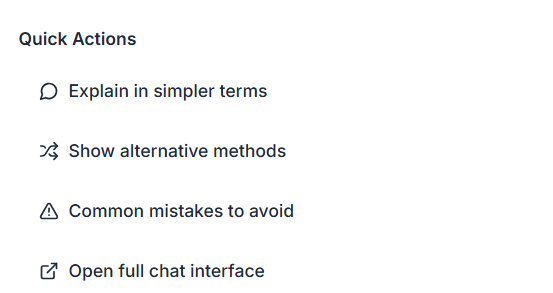 Quick Actions
Explain in simpler terms
Show alternative methods
Common mistakes to avoid
Open full chat interface